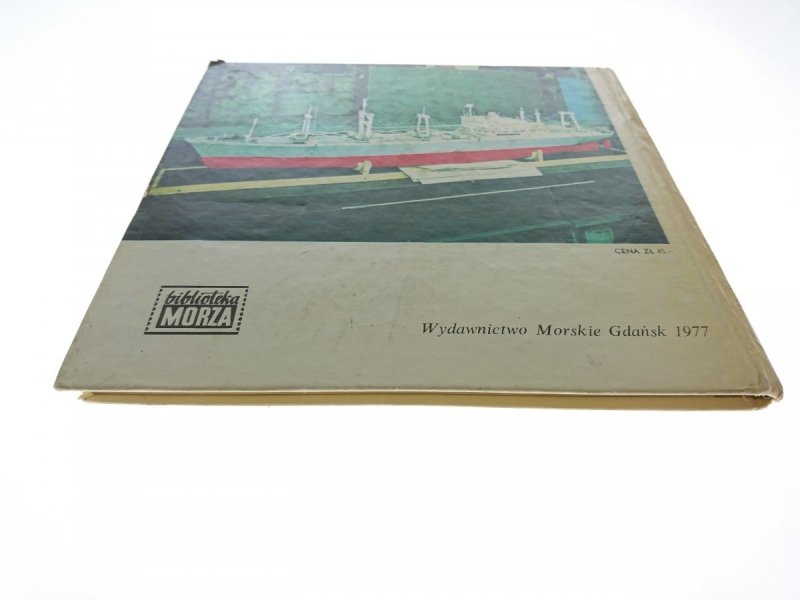 CENA ZŁ 45,-
biblioteka
MORZA
Wydawnictwo Morskie Gdańsk 1977